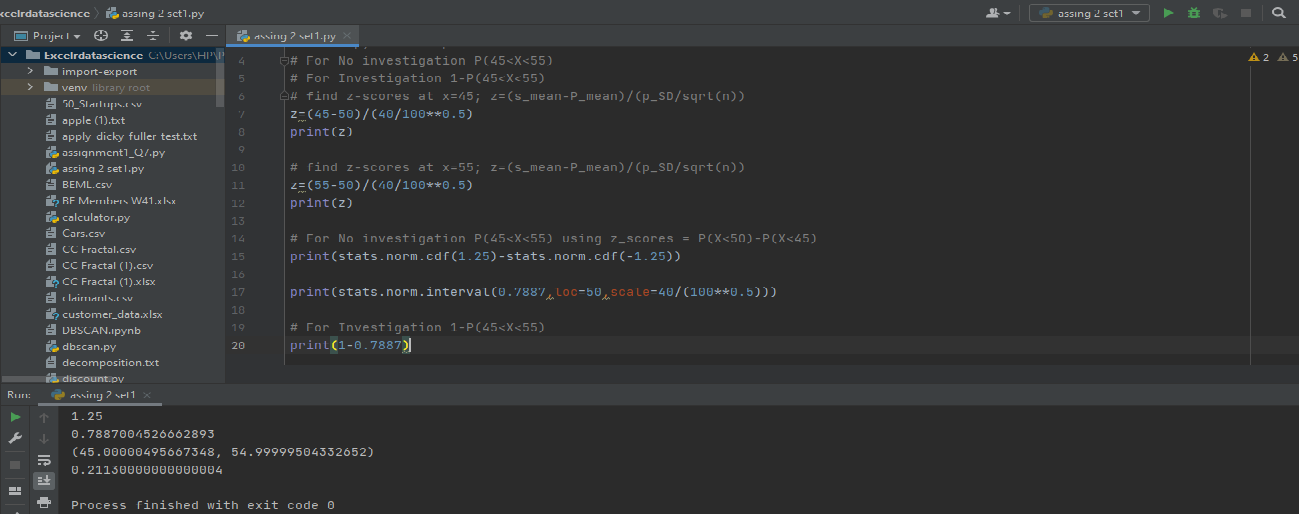 xcelrdatascience > assing 2 set1.py
assing 2 set1
Project
assing 2 set1.py
Excelrdatascience C:\Users\HP\P
import-export
venv library root
50_Startups.csv
apple (1).txt
apply_dicky_fuller_test.txt
assignment1_Q7.py
assing 2 set1.py
BEML.csv
BF Members W41.xlsx
calculator.py
Cars.csv
CC Fractal.csv
CC Fractal (1).csv
CC Fractal (1).xlsx
claimants.csv
customer_data.xlsx
DBSCAN.ipynb
dbscan.py
decomposition.txt
discount.py
4 # For No investigation P(45<X<55)
5 # For Investigation 1-P(45<X<55)
6 # find z-scores at x=45; z=(s_mean-P_mean)/(p_SD/sqrt(n))
7 z=(45-50)/(40/100**0.5)
8 print(z)
9
10 # find z-scores at x=55; z=(s_mean-P_mean)/(p_SD/sqrt(n))
11 z=(55-50)/(40/100**0.5)
12 print(z)
13
14 # For No investigation P(45<X<55) using z_scores = P(X<50)-P(X<45)
15 print(stats.norm.cdf(1.25)-stats.norm.cdf(-1.25))
16
17 print(stats.norm.interval(0.7887,loc=50,scale=40/(100**0.5)))
18
19 # For Investigation 1-P(45<X<55)
20 print(1-0.7887)
2 5
Run: assing 2 set1
1.25
0.7887004526662893
(45.00000495667348, 54.99999504332652)
0.21130000000000004
Process finished with exit code 0